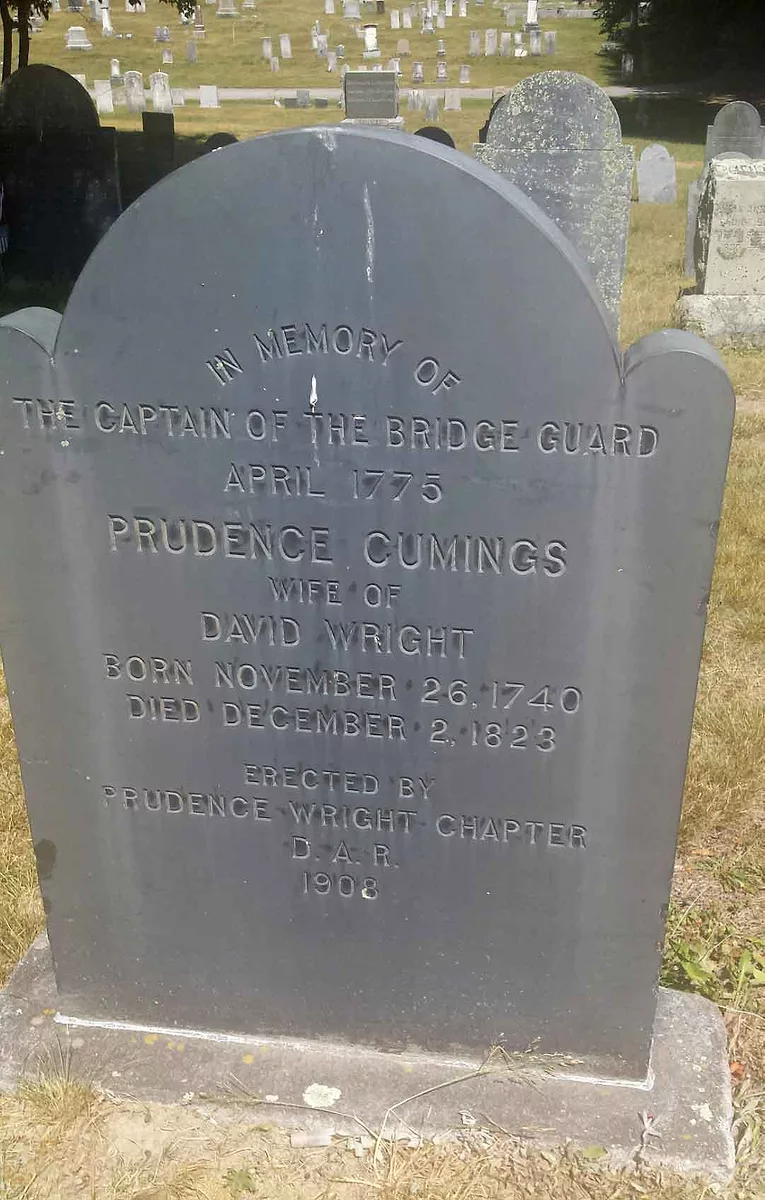 IN MEMORY OF
THE CAPTAIN OF THE BRIDGE GUARD
APRIL 1775
PRUDENCE CUMINGS
WIFE OF
DAVID WRIGHT
BORN NOVEMBER 26, 1740
DIED DECEMBER 2, 1823
ERECTED BY
PRUDENCE WRIGHT CHAPTER
D. A. R.
1908